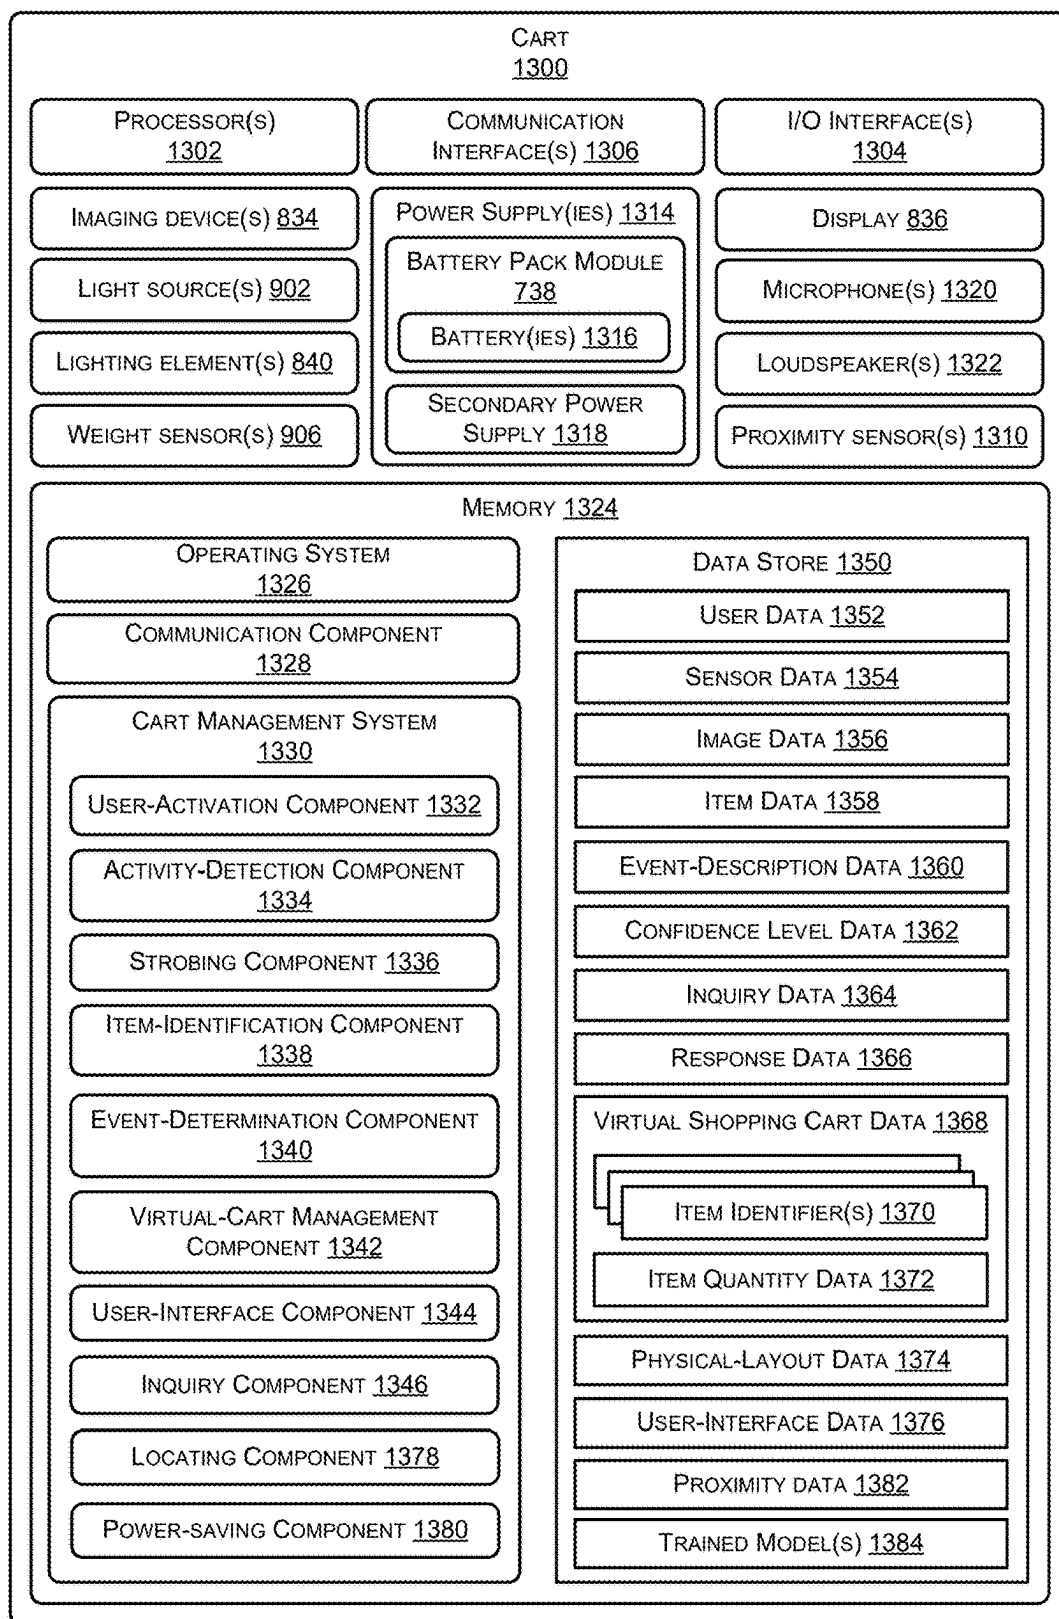 CART
1300
PROCESSOR(S)
1302
COMMUNICATION
INTERFACE(S) 1306
I/O INTERFACE(S)
1304
IMAGING DEVICE(S) 834
LIGHT SOURCE(S) 902
LIGHTING ELEMENT(S) 840
WEIGHT SENSOR(S) 906
POWER SUPPLY(IES) 1314
BATTERY PACK MODULE
738
BATTERY(IES) 1316
SECONDARY POWER
SUPPLY 1318
DISPLAY 836
MICROPHONE(S) 1320
LOUDSPEAKER(S) 1322
PROXIMITY SENSOR(S) 1310
MEMORY 1324
OPERATING SYSTEM
1326
COMMUNICATION COMPONENT
1328
CART MANAGEMENT SYSTEM
1330
USER-ACTIVATION COMPONENT 1332
ACTIVITY-DETECTION COMPONENT
1334
STROBING COMPONENT 1336
ITEM-IDENTIFICATION COMPONENT
1338
EVENT-DETERMINATION COMPONENT
1340
VIRTUAL-CART MANAGEMENT
COMPONENT 1342
USER-INTERFACE COMPONENT 1344
INQUIRY COMPONENT 1346
LOCATING COMPONENT 1378
POWER-SAVING COMPONENT 1380
DATA STORE 1350
USER DATA 1352
SENSOR DATA 1354
IMAGE DATA 1356
ITEM DATA 1358
EVENT-DESCRIPTION DATA 1360
CONFIDENCE LEVEL DATA 1362
INQUIRY DATA 1364
RESPONSE DATA 1366
VIRTUAL SHOPPING CART DATA 1368
ITEM IDENTIFIER(S) 1370
ITEM QUANTITY DATA 1372
PHYSICAL-LAYOUT DATA 1374
USER-INTERFACE DATA 1376
PROXIMITY DATA 1382
TRAINED MODEL(S) 1384